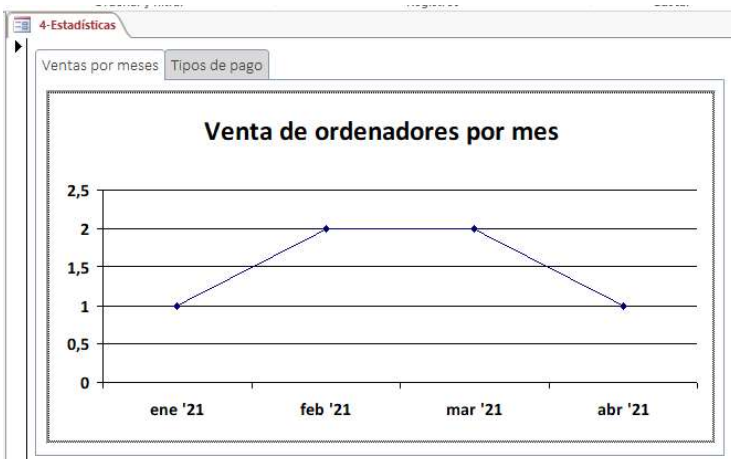 4-Estadísticas
Ventas por meses Tipos de pago
Venta de ordenadores por mes
2,5
2
1,5
1
0,5
0
ene '21 feb '21 mar '21 abr '21